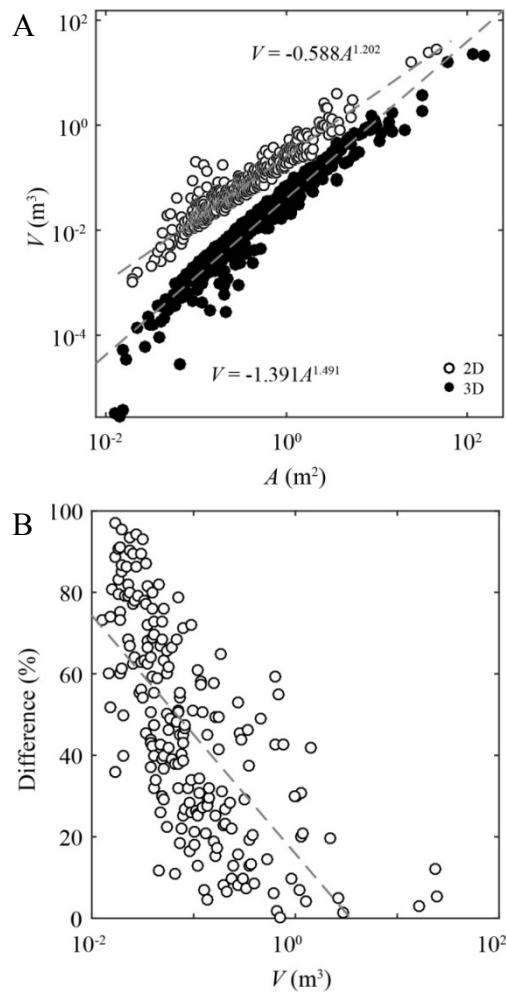 A
10²
V = -0.588A^1.202
10⁰
V (m³)
10⁻²
10⁻⁴
V = -1.391A^1.491
2D
3D
10⁻²
10⁰
10²
A (m²)
B
100
80
60
Difference (%)
40
20
0
10⁻²
10⁰
10²
V (m³)